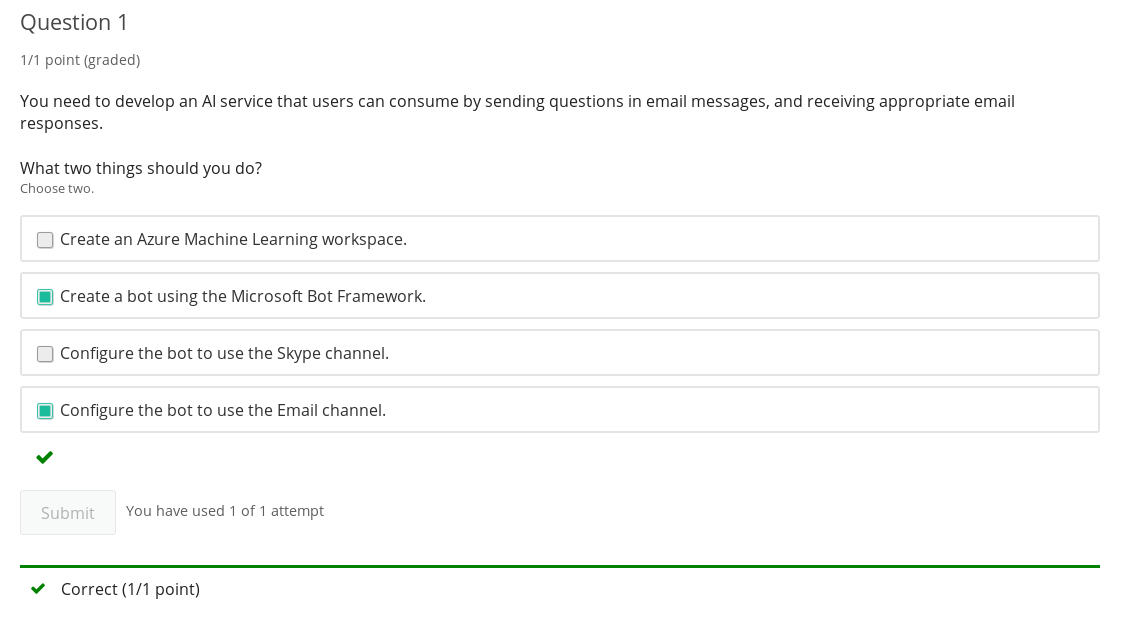 Question 1
1/1 point (graded)
You need to develop an AI service that users can consume by sending questions in email messages, and receiving appropriate email
responses.
What two things should you do?
Choose two.
Create an Azure Machine Learning workspace.
Create a bot using the Microsoft Bot Framework.
Configure the bot to use the Skype channel.
Configure the bot to use the Email channel.
Submit You have used 1 of 1 attempt
Correct (1/1 point)